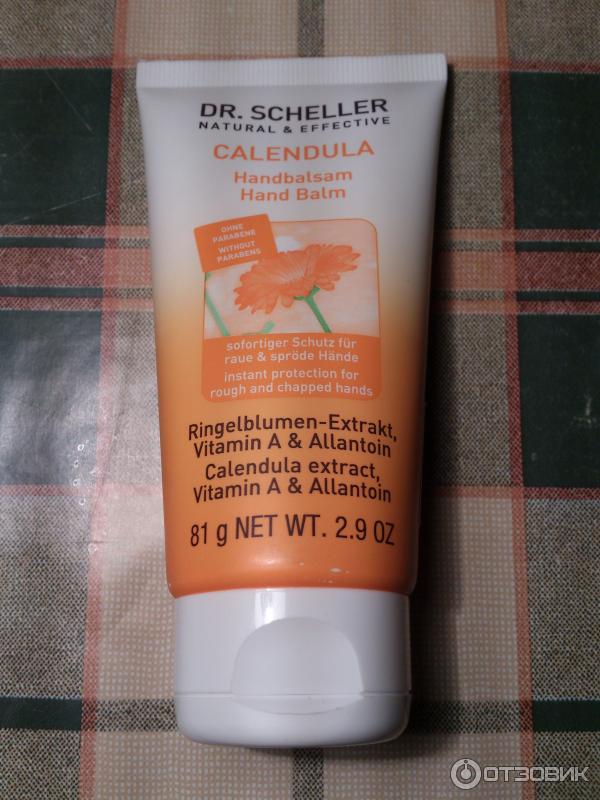 DR. SCHELLER
NATURAL & EFFECTIVE
CALENDULA
Handbalsam
Hand Balm
OHNE
PARABENE
WITHOUT
PARABENS
sofortiger Schutz für
raue & spröde Hände
instant protection for
rough and chapped hands
Ringelblumen-Extrakt,
Vitamin A & Allantoin
Calendula extract,
Vitamin A & Allantoin
81 g NET WT. 2.9 OZ
ОТЗОВИК